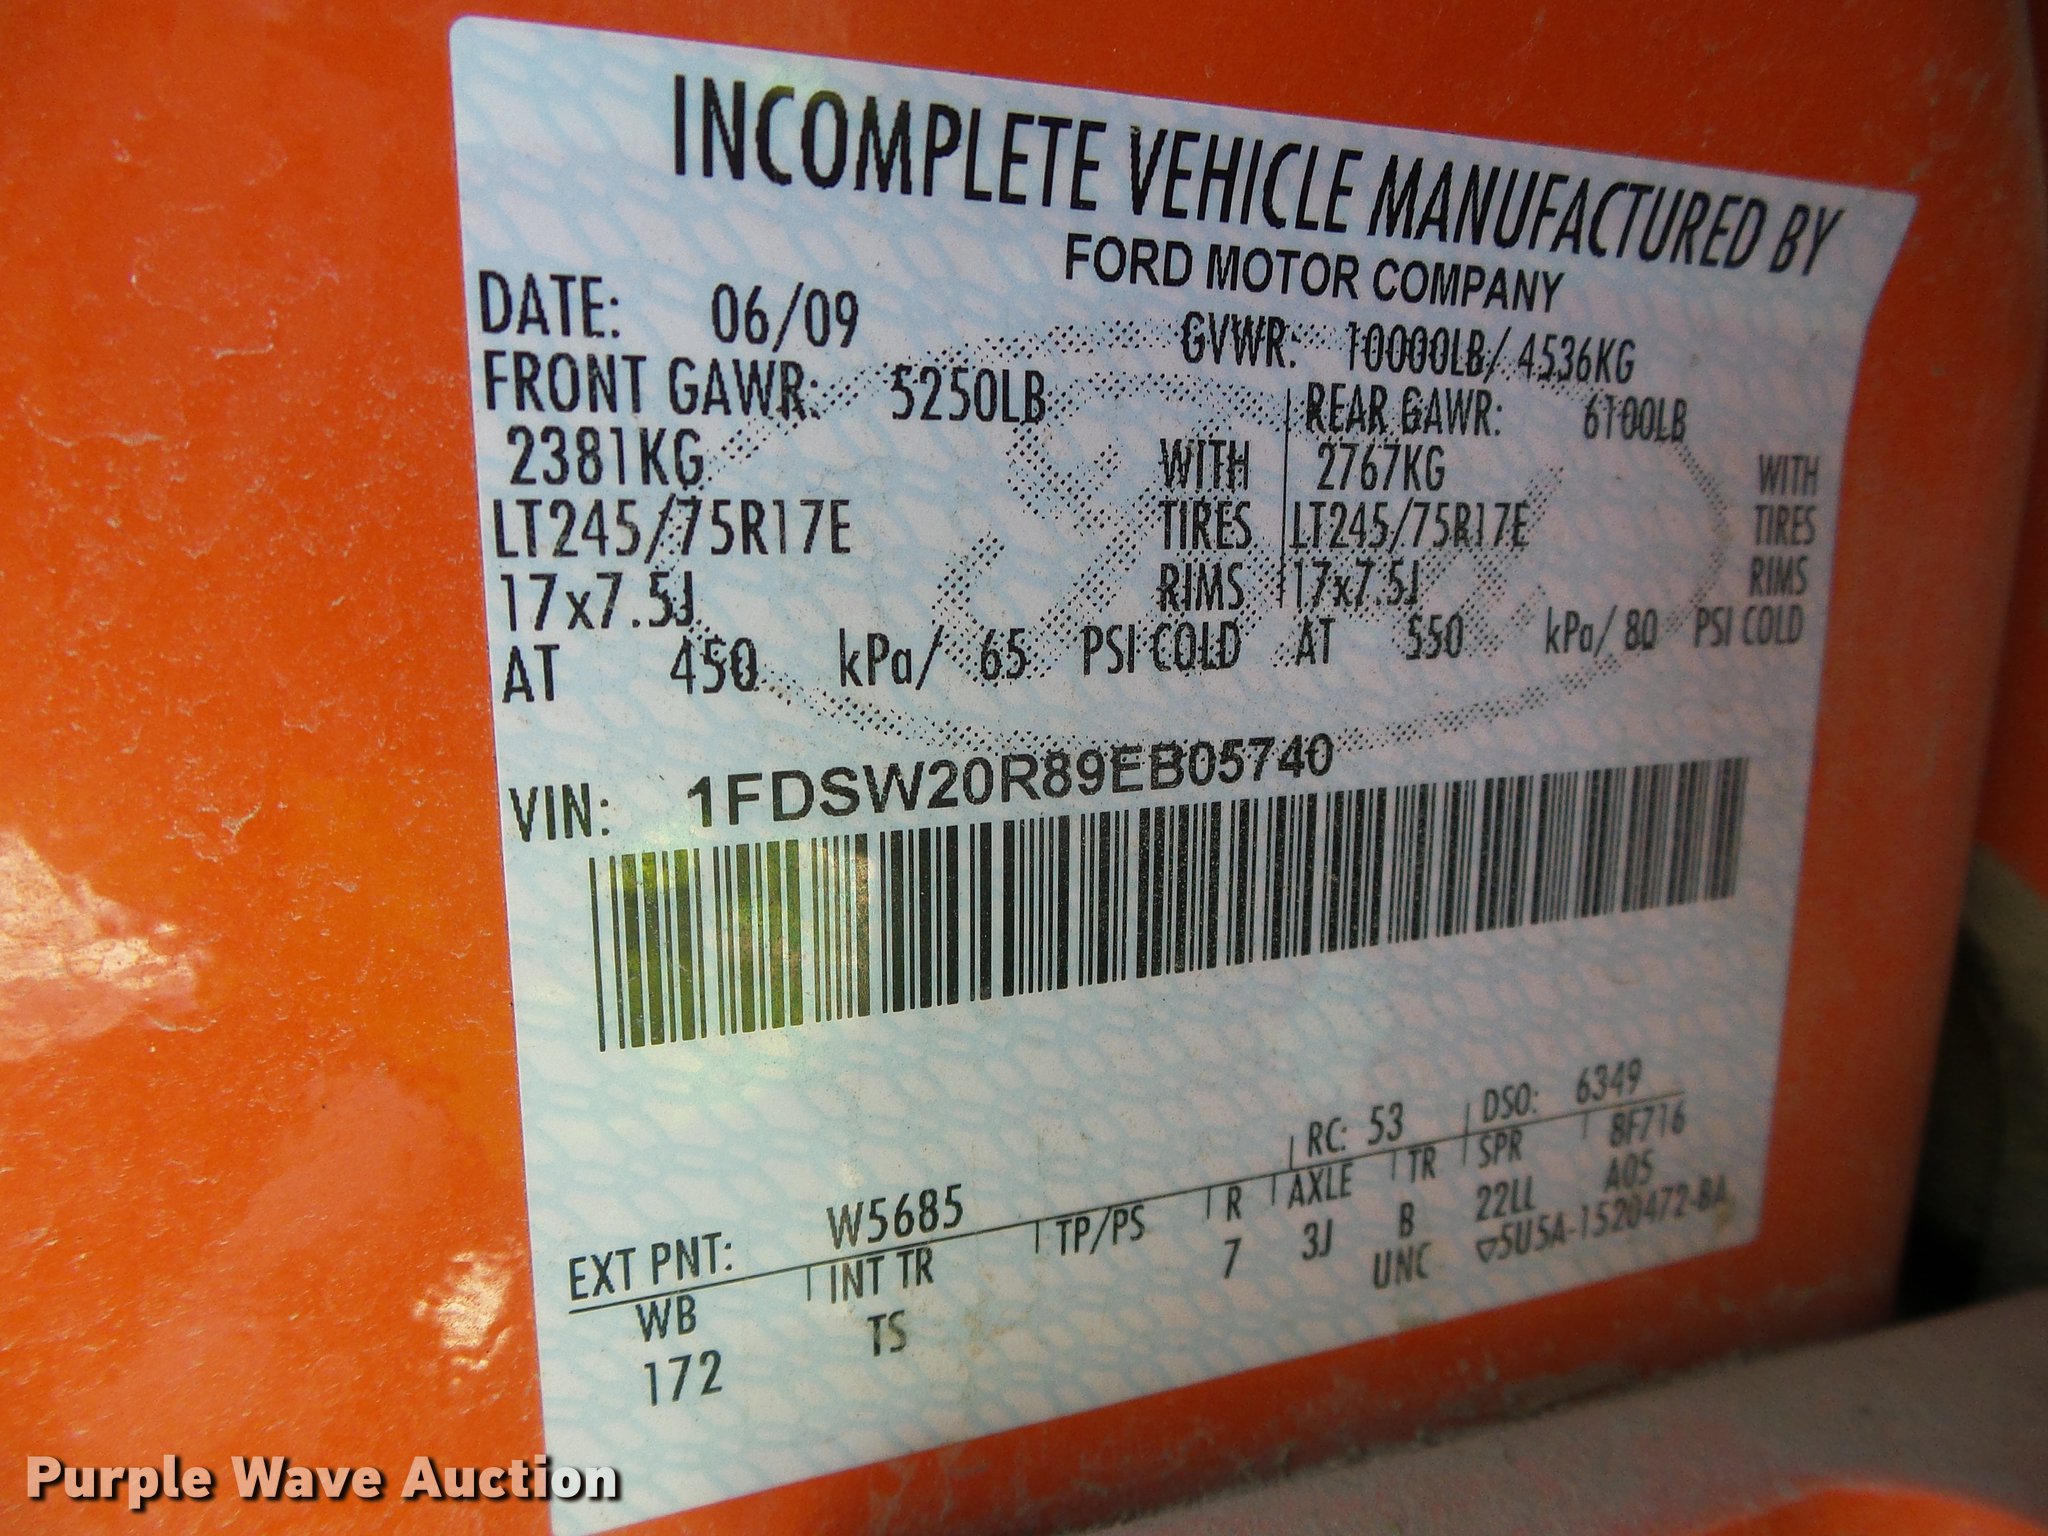 INCOMPLETE VEHICLE MANUFACTURED BY
FORD MOTOR COMPANY
DATE: 06/09 GVWR: 10000LB/ 4536KG
FRONT GAWR: 5250LB REAR GAWR: 6100LB
2381KG WITH 2767KG WITH
LT245/75R17E TIRES LT245/75R17E TIRES
17x7.5J RIMS 17x7.5J RIMS
AT 450 kPa/ 65 PSI COLD AT 550 kPa/ 80 PSI COLD
VIN: 1FDSW20R89EB05740
EXT PNT: W5685 RC: 53 DSO: 6349
WB INT TR TP/PS R AXLE TR SPR 8F716
172 TS 7 3J B 22LL A05
UNC ▽5U5A-1520472-BA
Purple Wave Auction